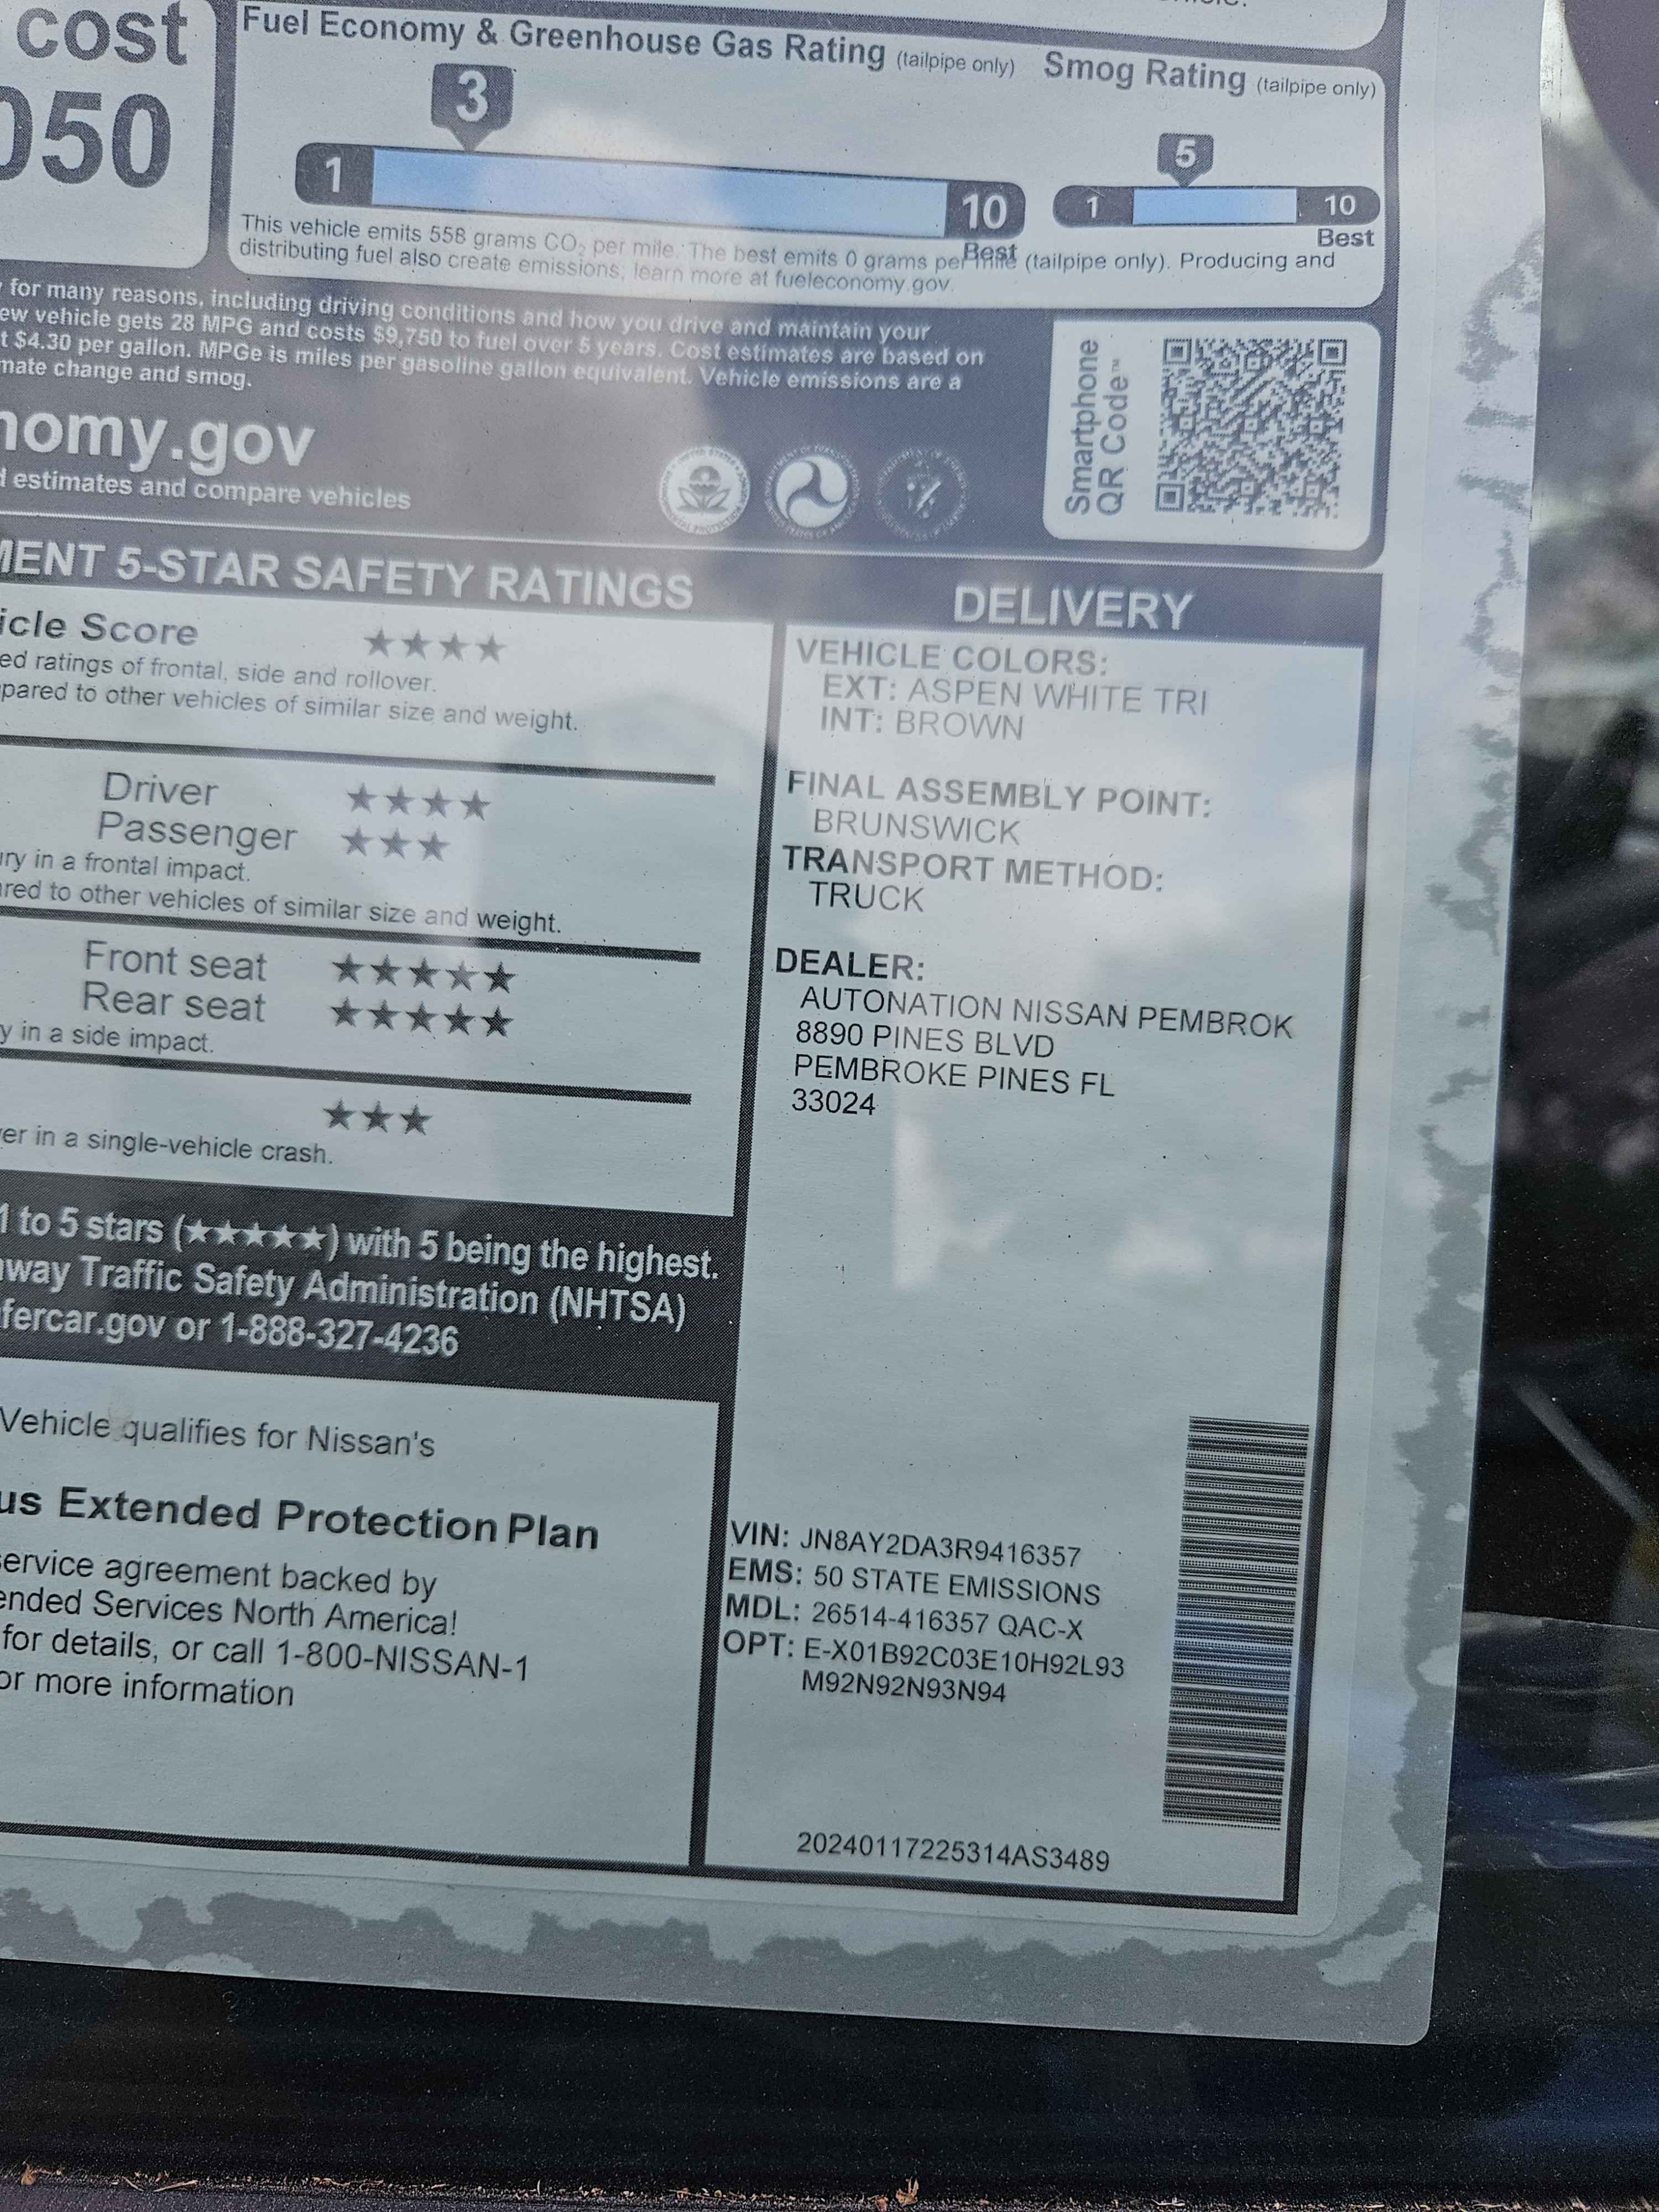 cost
050
Fuel Economy & Greenhouse Gas Rating (tailpipe only)
Smog Rating (tailpipe only)
3
1
10
Best
5
1
10
Best
This vehicle emits 558 grams CO₂ per mile. The best emits 0 grams per mile (tailpipe only). Producing and
distributing fuel also create emissions; learn more at fueleconomy.gov.
for many reasons, including driving conditions and how you drive and maintain your
ew vehicle gets 28 MPG and costs $9,750 to fuel over 5 years. Cost estimates are based on
t $4.30 per gallon. MPGe is miles per gasoline gallon equivalent. Vehicle emissions are a
mate change and smog.
nomy.gov
estimates and compare vehicles
Smartphone
QR Code™
MENT 5-STAR SAFETY RATINGS
icle Score ★★★★
ed ratings of frontal, side and rollover.
pared to other vehicles of similar size and weight.
Driver ★★★★
Passenger ★★★
ury in a frontal impact.
ared to other vehicles of similar size and weight.
Front seat ★★★★★
Rear seat ★★★★★
y in a side impact.
★★★
er in a single-vehicle crash.
1 to 5 stars (★★★★★) with 5 being the highest.
way Traffic Safety Administration (NHTSA)
fercar.gov or 1-888-327-4236
Vehicle qualifies for Nissan's
us Extended Protection Plan
ervice agreement backed by
ended Services North America!
for details, or call 1-800-NISSAN-1
or more information
DELIVERY
VEHICLE COLORS:
EXT: ASPEN WHITE TRI
INT: BROWN
FINAL ASSEMBLY POINT:
BRUNSWICK
TRANSPORT METHOD:
TRUCK
DEALER:
AUTONATION NISSAN PEMBROK
8890 PINES BLVD
PEMBROKE PINES FL
33024
VIN: JN8AY2DA3R9416357
EMS: 50 STATE EMISSIONS
MDL: 26514-416357 QAC-X
OPT: E-X01B92C03E10H92L93
M92N92N93N94
20240117225314AS3489